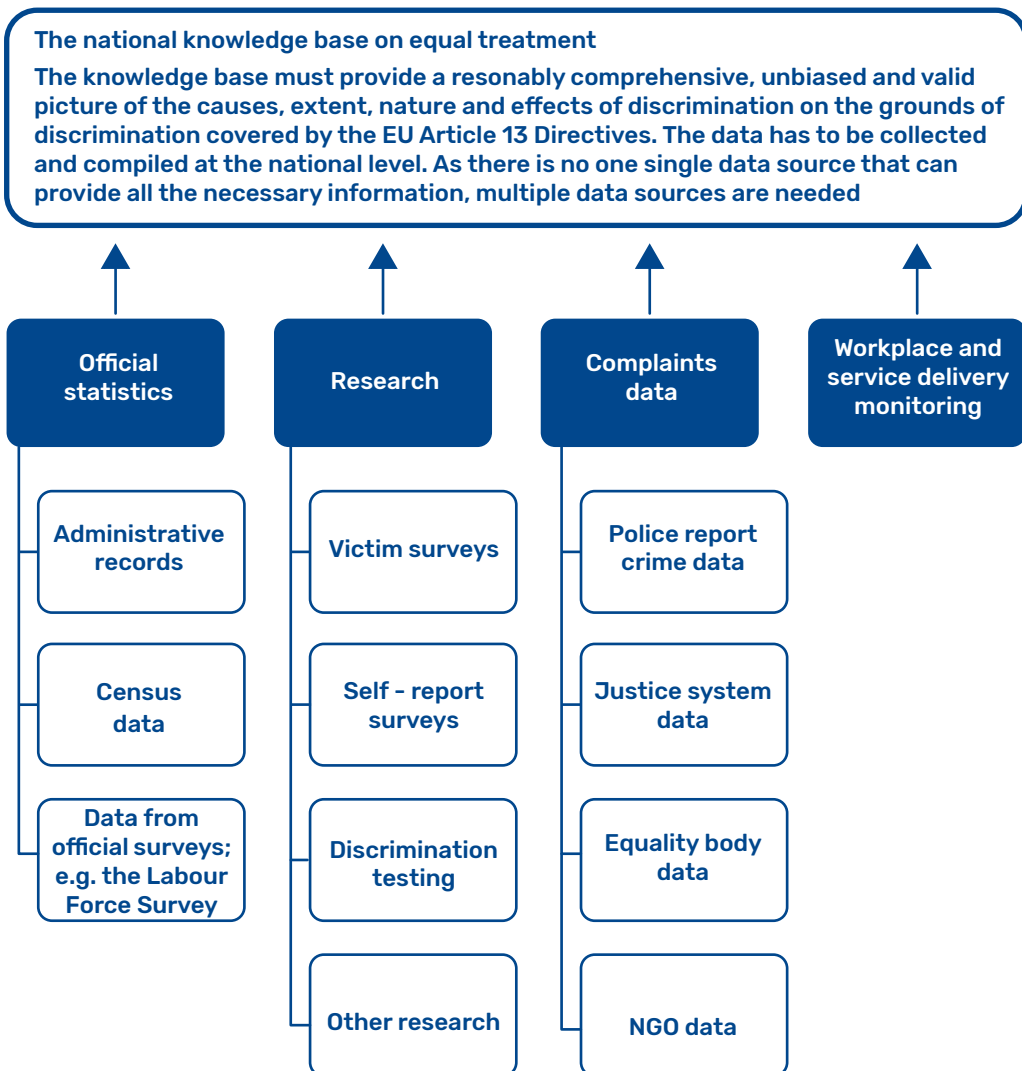 The national knowledge base on equal treatment
The knowledge base must provide a resonably comprehensive, unbiased and valid
picture of the causes, extent, nature and effects of discrimination on the grounds of
discrimination covered by the EU Article 13 Directives. The data has to be collected
and compiled at the national level. As there is no one single data source that can
provide all the necessary information, multiple data sources are needed
Official
statistics
Administrative
records
Census
data
Data from
official surveys;
e.g. the Labour
Force Survey
Research
Victim surveys
Self - report
surveys
Discrimination
testing
Other research
Complaints
data
Police report
crime data
Justice system
data
Equality body
data
NGO data
Workplace and
service delivery
monitoring